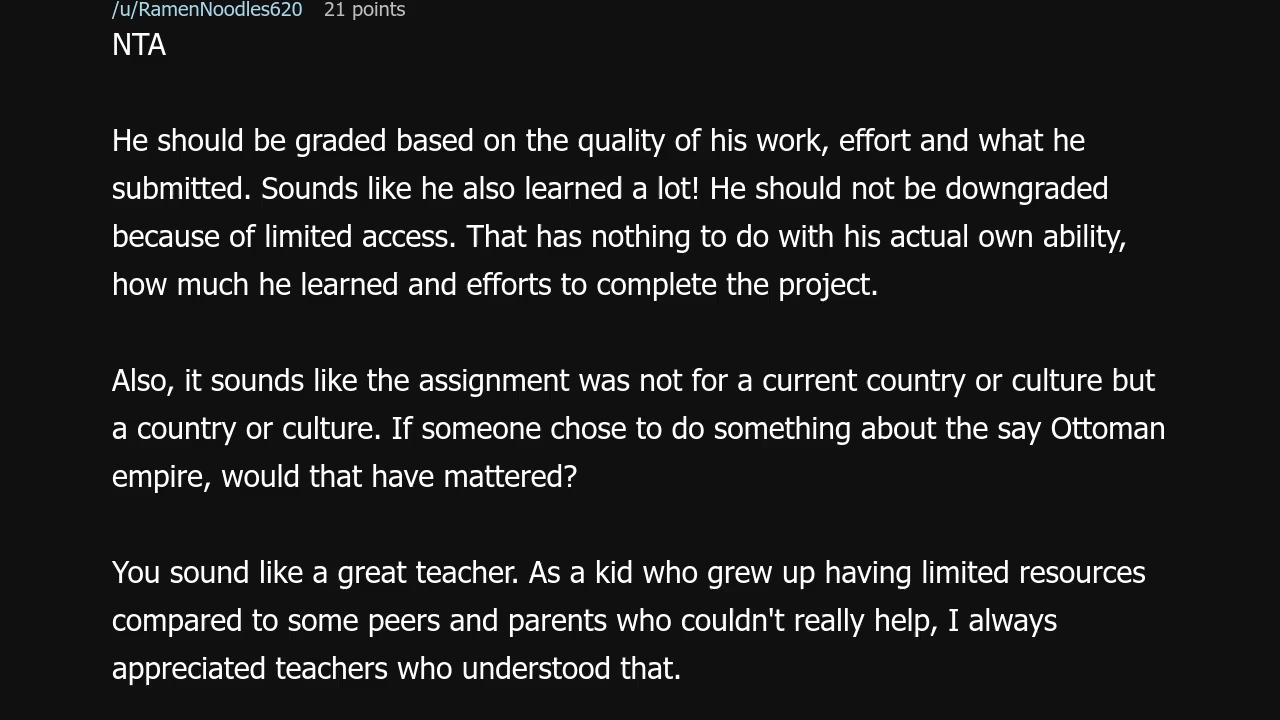 /u/RamenNoodles620 21 points
NTA
He should be graded based on the quality of his work, effort and what he
submitted. Sounds like he also learned a lot! He should not be downgraded
because of limited access. That has nothing to do with his actual own ability,
how much he learned and efforts to complete the project.
Also, it sounds like the assignment was not for a current country or culture but
a country or culture. If someone chose to do something about the say Ottoman
empire, would that have mattered?
You sound like a great teacher. As a kid who grew up having limited resources
compared to some peers and parents who couldn't really help, I always
appreciated teachers who understood that.